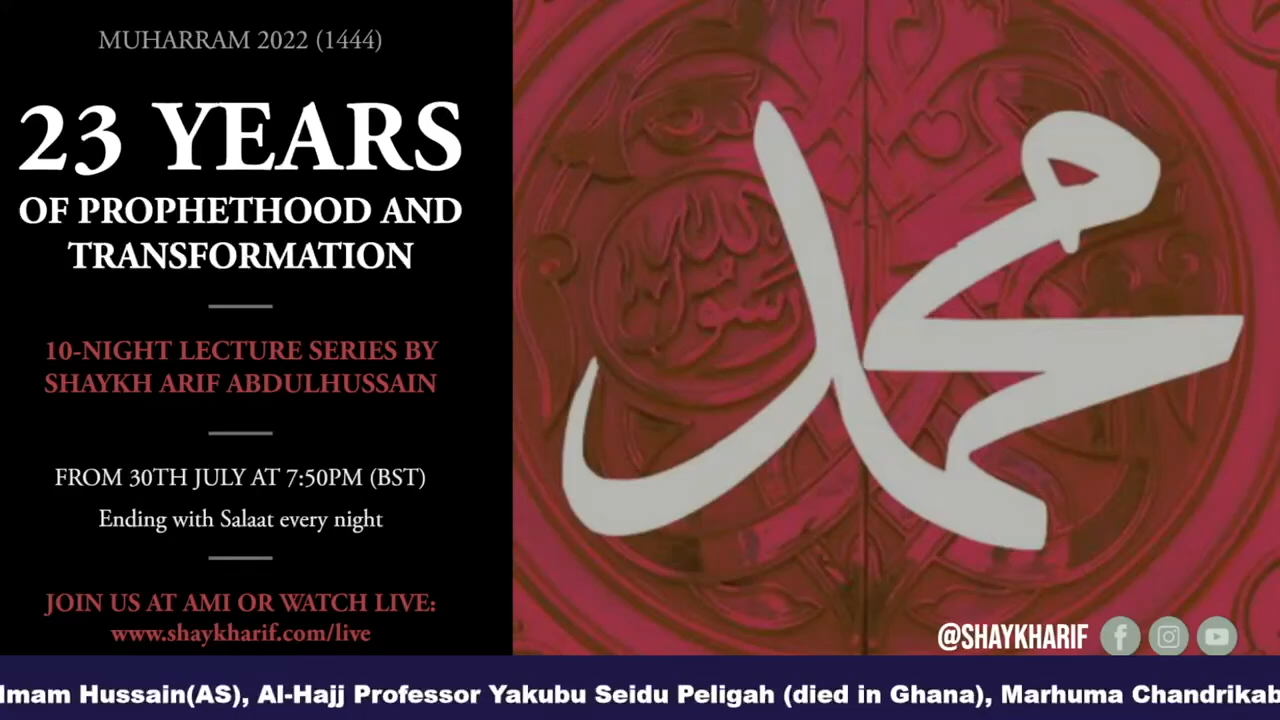 MUHARRAM 2022 (1444)
23 YEARS
OF PROPHETHOOD AND
TRANSFORMATION
10-NIGHT LECTURE SERIES BY
SHAYKH ARIF ABDULHUSSAIN
FROM 30TH JULY AT 7:50PM (BST)
Ending with Salaat every night
JOIN US AT AMI OR WATCH LIVE:
www.shaykharif.com/live
محمد
الله
رسول
@SHAYKHARIF
Imam Hussain(AS), Al-Hajj Professor Yakubu Seidu Peligah (died in Ghana), Marhuma Chandrikab